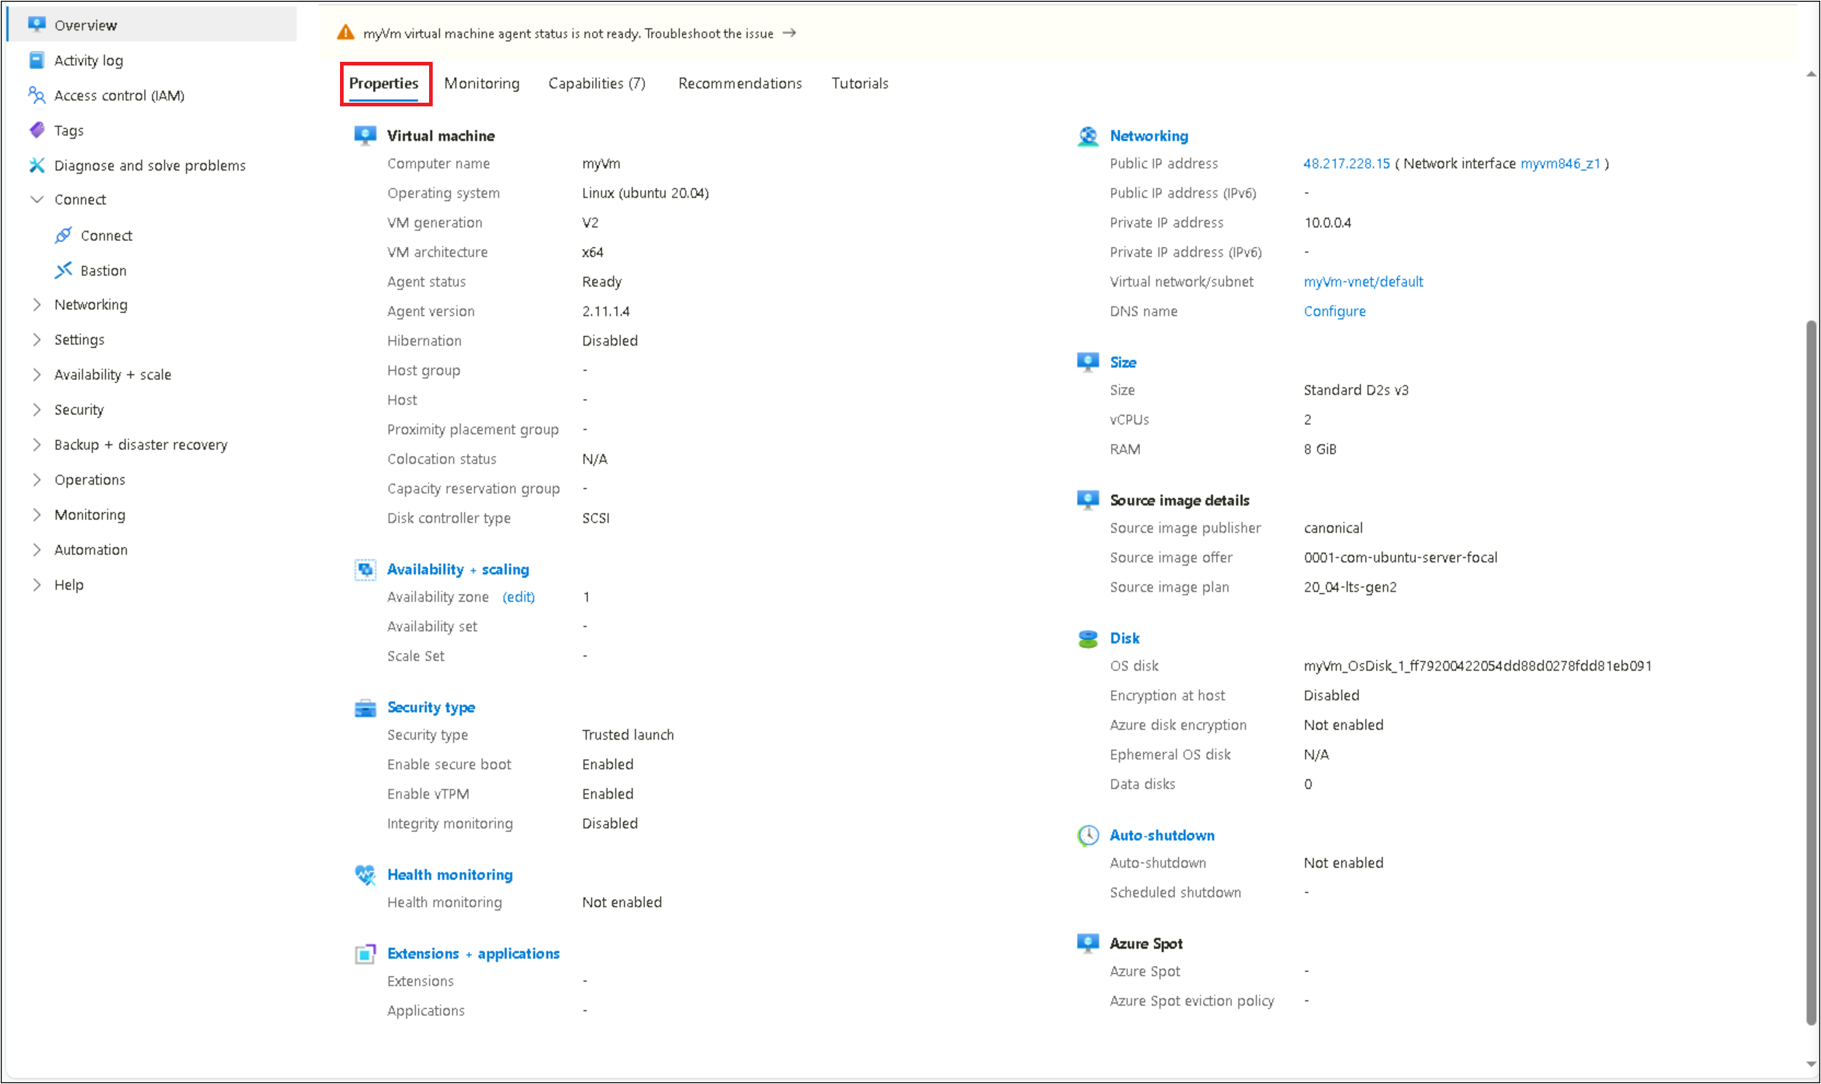 Overview
Activity log
Access control (IAM)
Tags
Diagnose and solve problems
Connect
Connect
Bastion
Networking
Settings
Availability + scale
Security
Backup + disaster recovery
Operations
Monitoring
Automation
Help
myVm virtual machine agent status is not ready. Troubleshoot the issue →
Properties Monitoring Capabilities (7) Recommendations Tutorials
Virtual machine
Computer name myVm
Operating system Linux (ubuntu 20.04)
VM generation V2
VM architecture x64
Agent status Ready
Agent version 2.11.1.4
Hibernation Disabled
Host group -
Host -
Proximity placement group -
Colocation status N/A
Capacity reservation group -
Disk controller type SCSI
Availability + scaling
Availability zone (edit) 1
Availability set -
Scale Set -
Security type
Security type Trusted launch
Enable secure boot Enabled
Enable vTPM Enabled
Integrity monitoring Disabled
Health monitoring
Health monitoring Not enabled
Extensions + applications
Extensions -
Applications -
Networking
Public IP address 48.217.228.15 ( Network interface myvm846_z1 )
Public IP address (IPv6) -
Private IP address 10.0.0.4
Private IP address (IPv6) -
Virtual network/subnet myVm-vnet/default
DNS name Configure
Size
Size Standard D2s v3
vCPUs 2
RAM 8 GiB
Source image details
Source image publisher canonical
Source image offer 0001-com-ubuntu-server-focal
Source image plan 20_04-lts-gen2
Disk
OS disk myVm_OsDisk_1_ff79200422054dd88d0278fdd81eb091
Encryption at host Disabled
Azure disk encryption Not enabled
Ephemeral OS disk N/A
Data disks 0
Auto-shutdown
Auto-shutdown Not enabled
Scheduled shutdown -
Azure Spot
Azure Spot -
Azure Spot eviction policy -